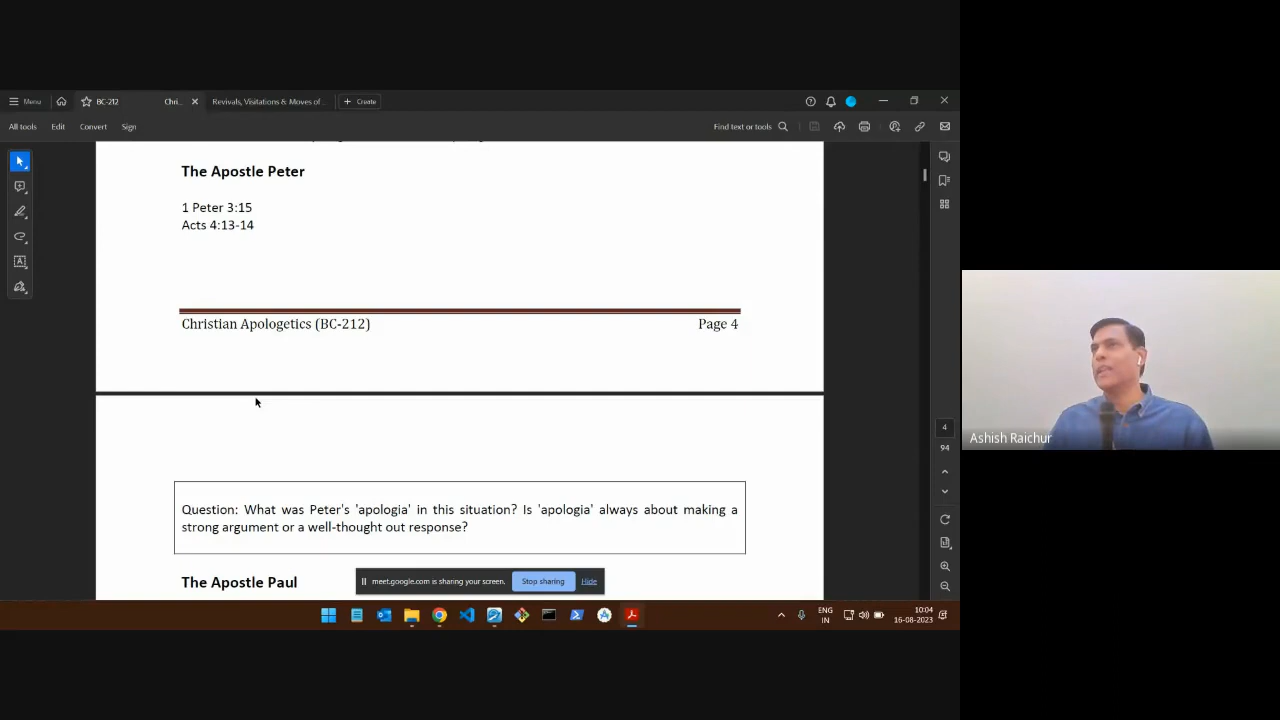 Menu
BC-212
Chri...
Revivals, Visitations & Moves of...
Create
All tools
Edit
Convert
Sign
Find text or tools
The Apostle Peter
1 Peter 3:15
Acts 4:13-14
Christian Apologetics (BC-212)
Page 4
Question: What was Peter's 'apologia' in this situation? Is 'apologia' always about making a
strong argument or a well-thought out response?
The Apostle Paul
meet.google.com is sharing your screen.
Stop sharing
Hide
4
94
Ashish Raichur
ENG
IN
10:04
16-08-2023